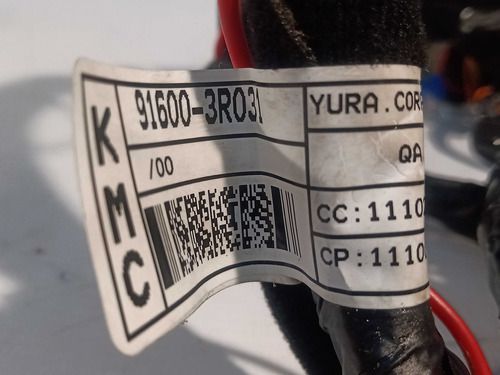 KMC
91600-3R031
/00
YURA.COR
QA
CC:1110
CP:1110